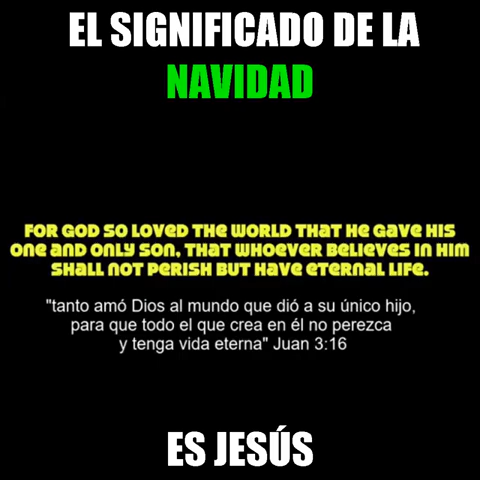 EL SIGNIFICADO DE LA
NAVIDAD
FOR GOD SO LOVED THE WORLD THAT HE GAVE HIS
ONE AND ONLY SON, THAT WHOEVER BELIEVES IN HIM
SHALL NOT PERISH BUT HAVE ETERNAL LIFE.
"tanto amó Dios al mundo que dió a su único hijo,
para que todo el que crea en él no perezca
y tenga vida eterna" Juan 3:16
ES JESÚS